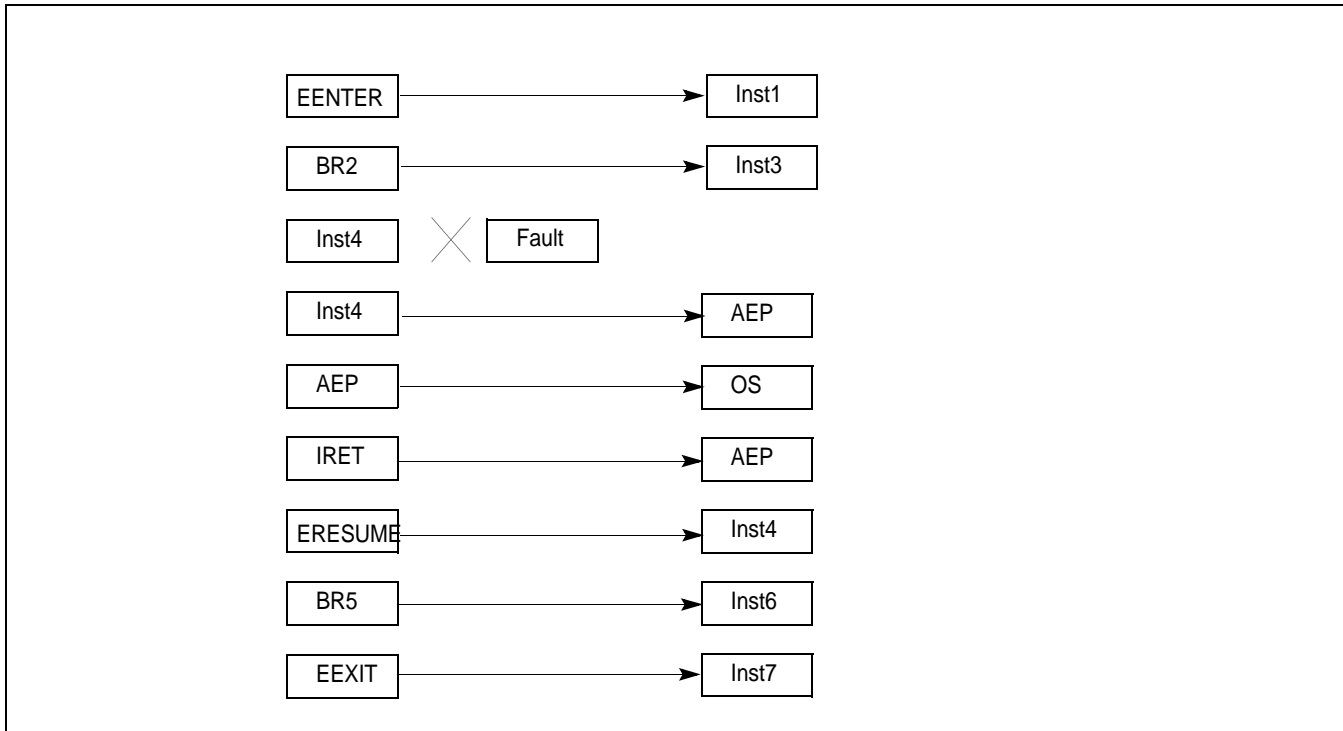 EENTER Inst1
BR2 Inst3
Inst4 Fault
Inst4 AEP
AEP OS
IRET AEP
ERESUME Inst4
BR5 Inst6
EEXIT Inst7